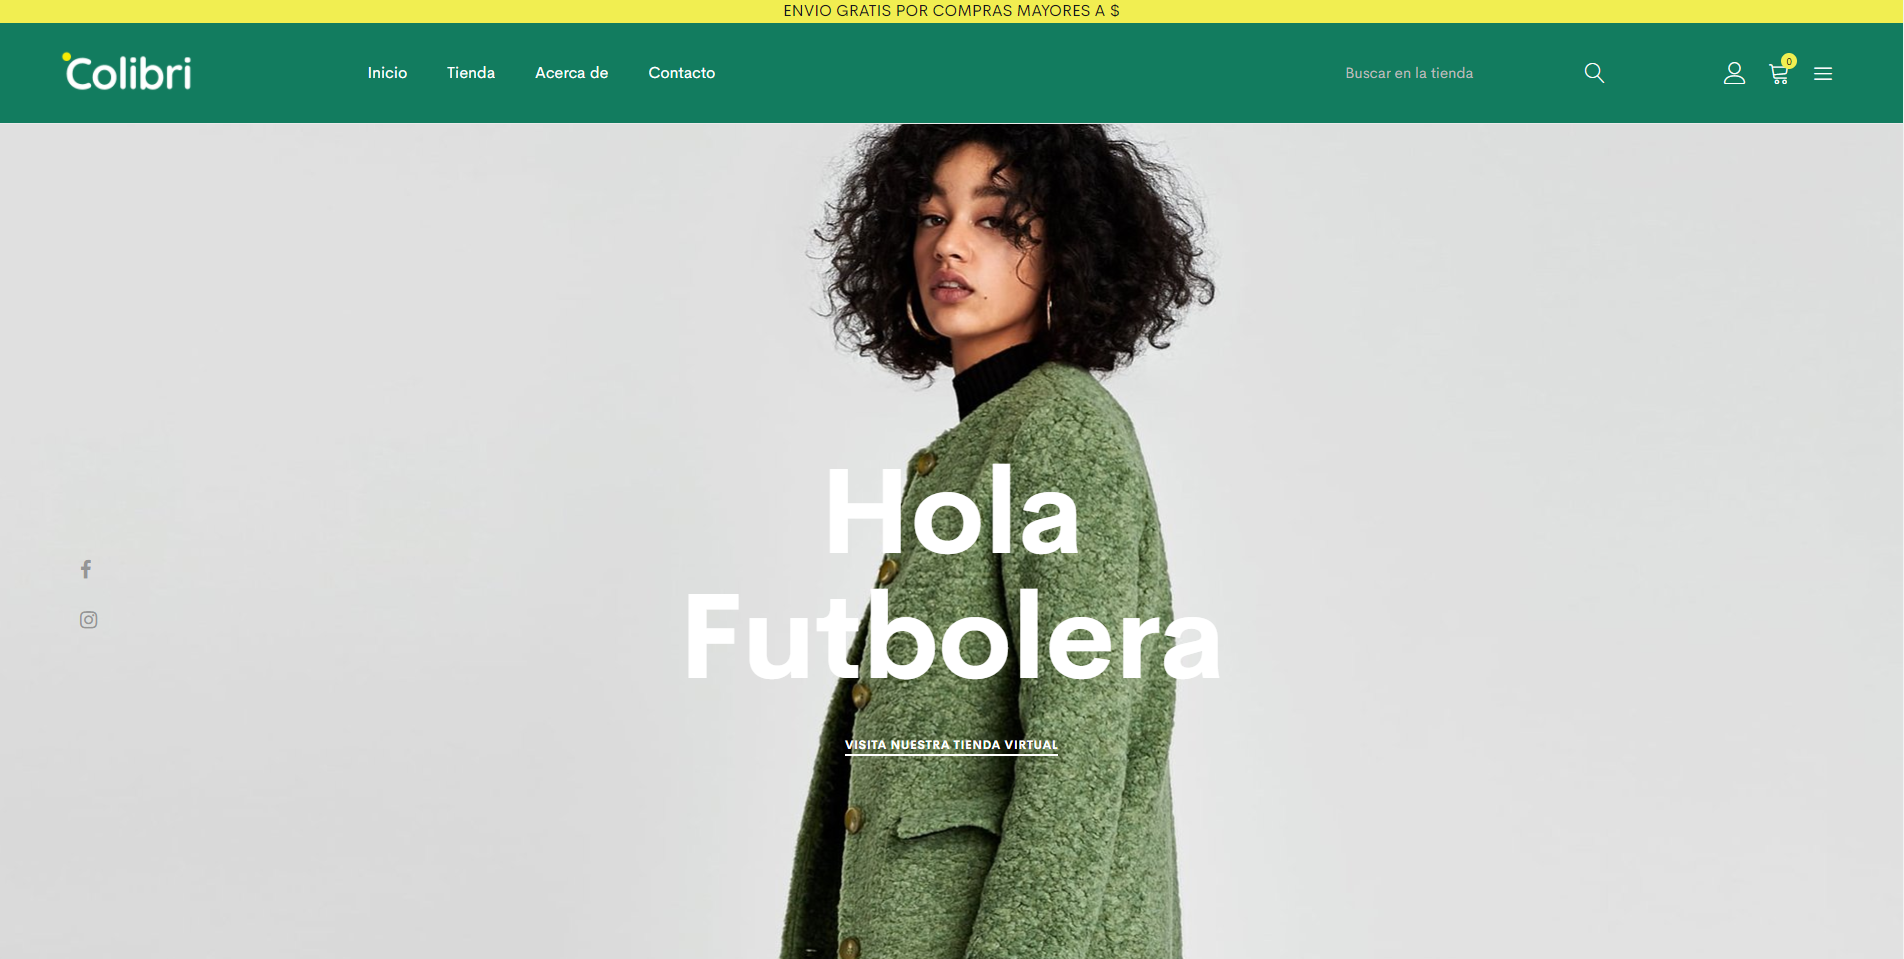 ENVIO GRATIS POR COMPRAS MAYORES A $
Colibri
Inicio Tienda Acerca de Contacto Buscar en la tienda 0
Hola
Futbolera
VISITA NUESTRA TIENDA VIRTUAL